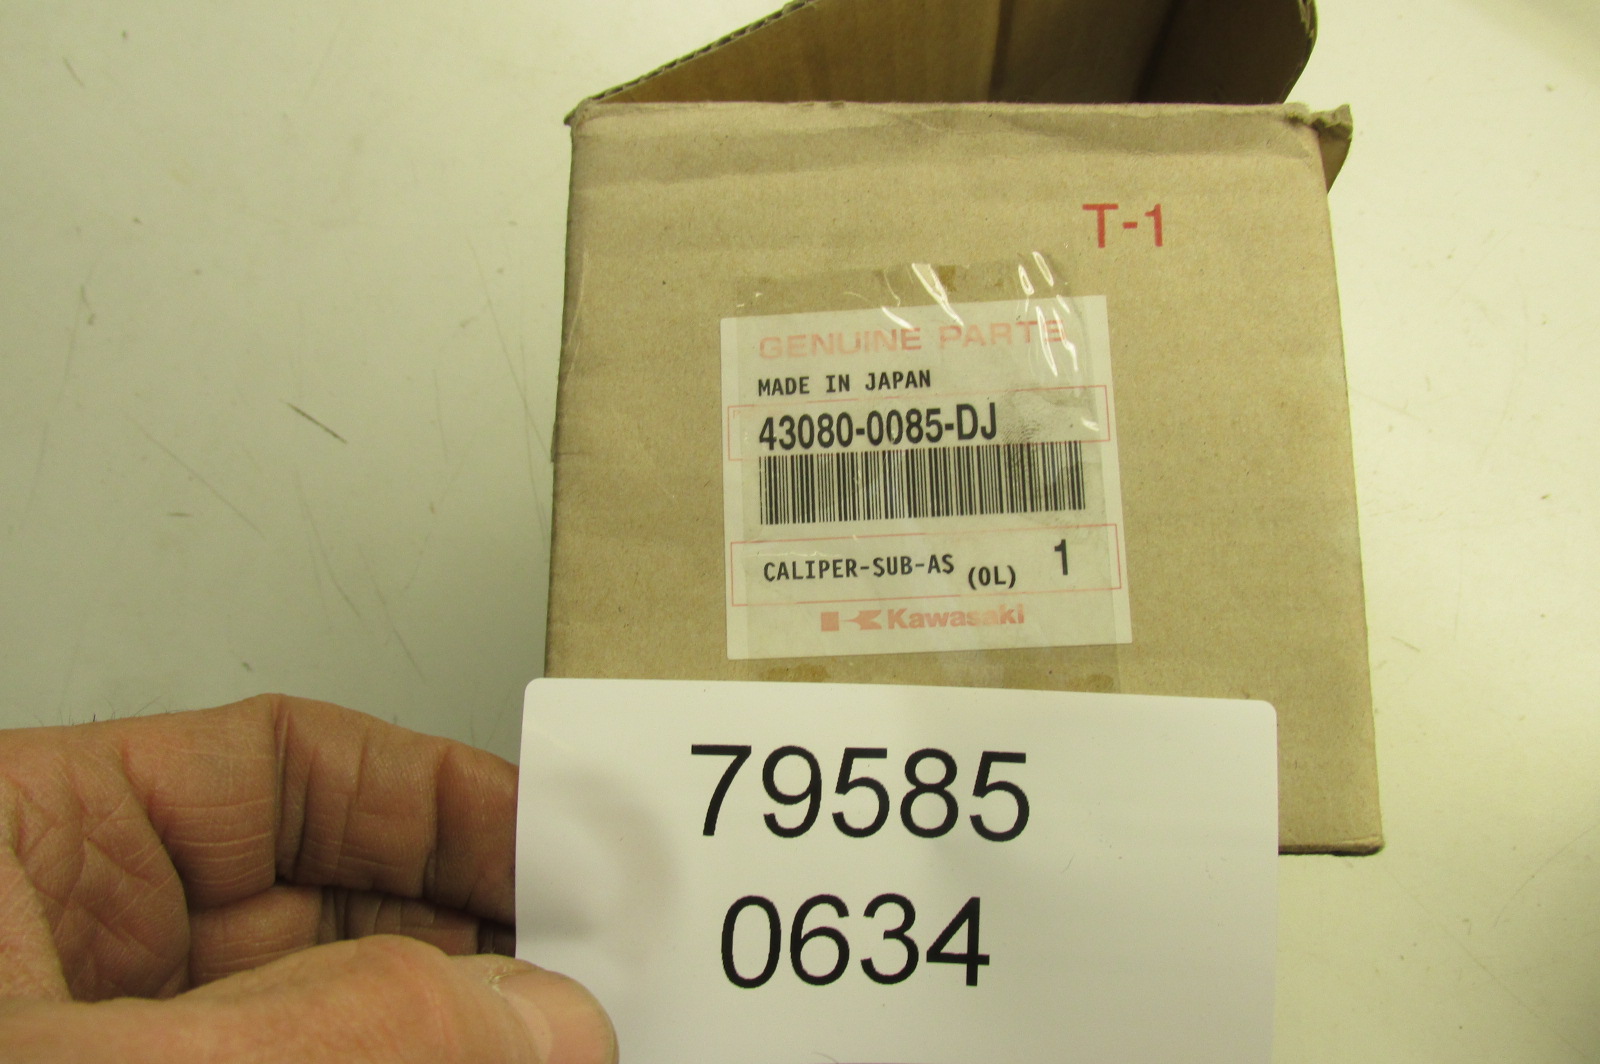 T-1
GENUINE PARTS
MADE IN JAPAN
43080-0085-DJ
CALIPER-SUB-AS (OL) 1
Kawasaki
79585
0634